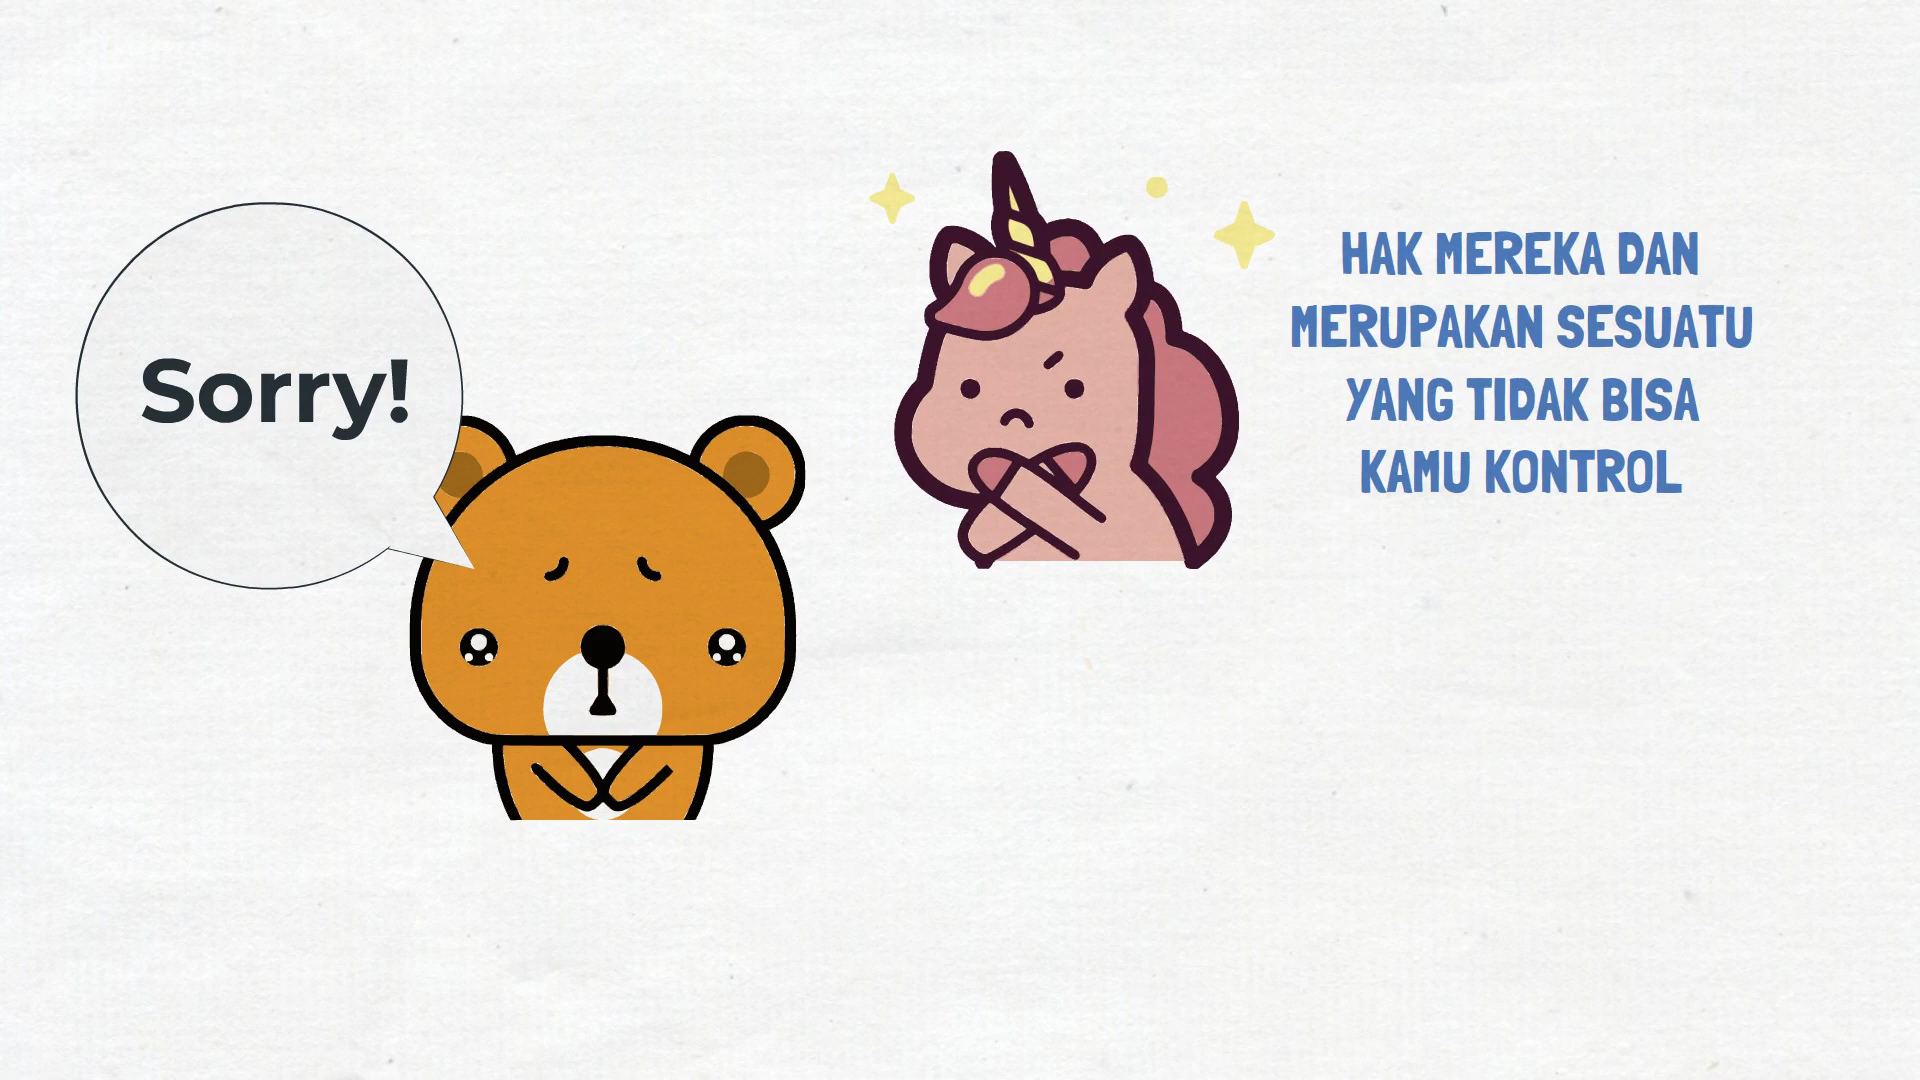 Sorry!
HAK MEREKA DAN
MERUPAKAN SESUATU
YANG TIDAK BISA
KAMU KONTROL